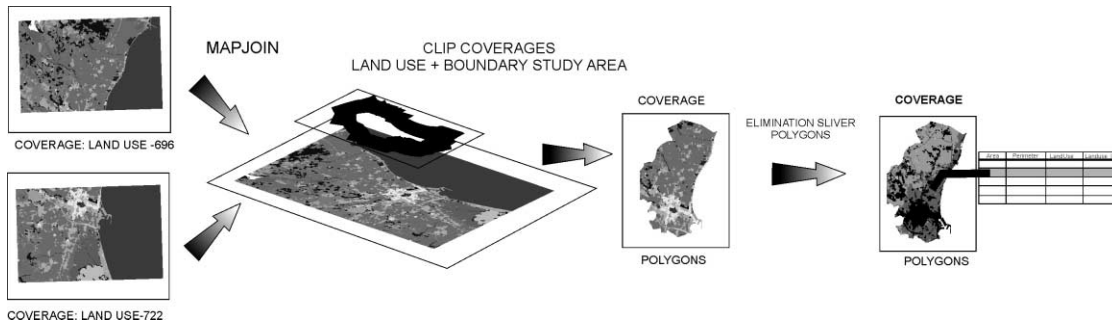 MAPJOIN
CLIP COVERAGES
LAND USE + BOUNDARY STUDY AREA
COVERAGE: LAND USE -696
COVERAGE: LAND USE-722
COVERAGE
POLYGONS
ELIMINATION SLIVER
POLYGONS
COVERAGE
POLYGONS
Area Perimeter LandUse Landuse_